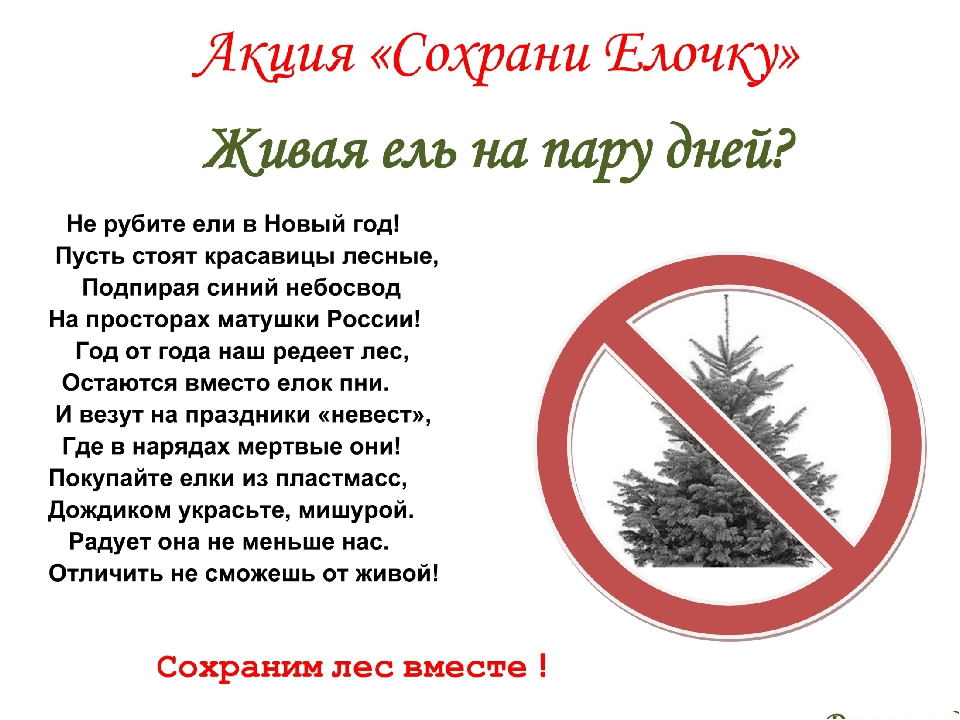 Акция «Сохрани Елочку»
Живая ель на пару дней?
Не рубите ели в Новый год!
Пусть стоят красавицы лесные,
Подпирая синий небосвод
На просторах матушки России!
Год от года наш редеет лес,
Остаются вместо елок пни.
И везут на праздники «невест»,
Где в нарядах мертвые они!
Покупайте елки из пластмасс,
Дождиком украсьте, мишурой.
Радует она не меньше нас.
Отличить не сможешь от живой!
Сохраним лес вместе !